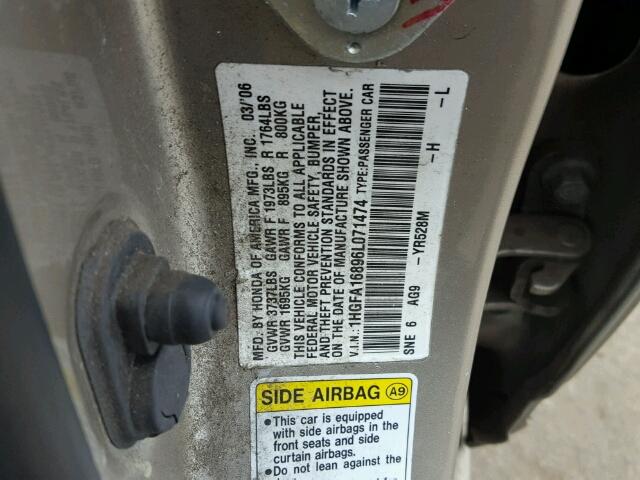 MFD. BY HONDA OF AMERICA MFG., INC. 03/'06
GVWR 3737LBS GAWR F 1973LBS R 1764LBS
GVWR 1695KG GAWR F 895KG R 800KG
THIS VEHICLE CONFORMS TO ALL APPLICABLE
FEDERAL MOTOR VEHICLE SAFETY, BUMPER,
AND THEFT PREVENTION STANDARDS IN EFFECT
ON THE DATE OF MANUFACTURE SHOWN ABOVE.
V.I.N.:1HGFA16896L071474 TYPE:PASSENGER CAR
SNE 6 AG9 -YR528M -H -L
SIDE AIRBAG A9
• This car is equipped
with side airbags in the
front seats and side
curtain airbags.
• Do not lean against the